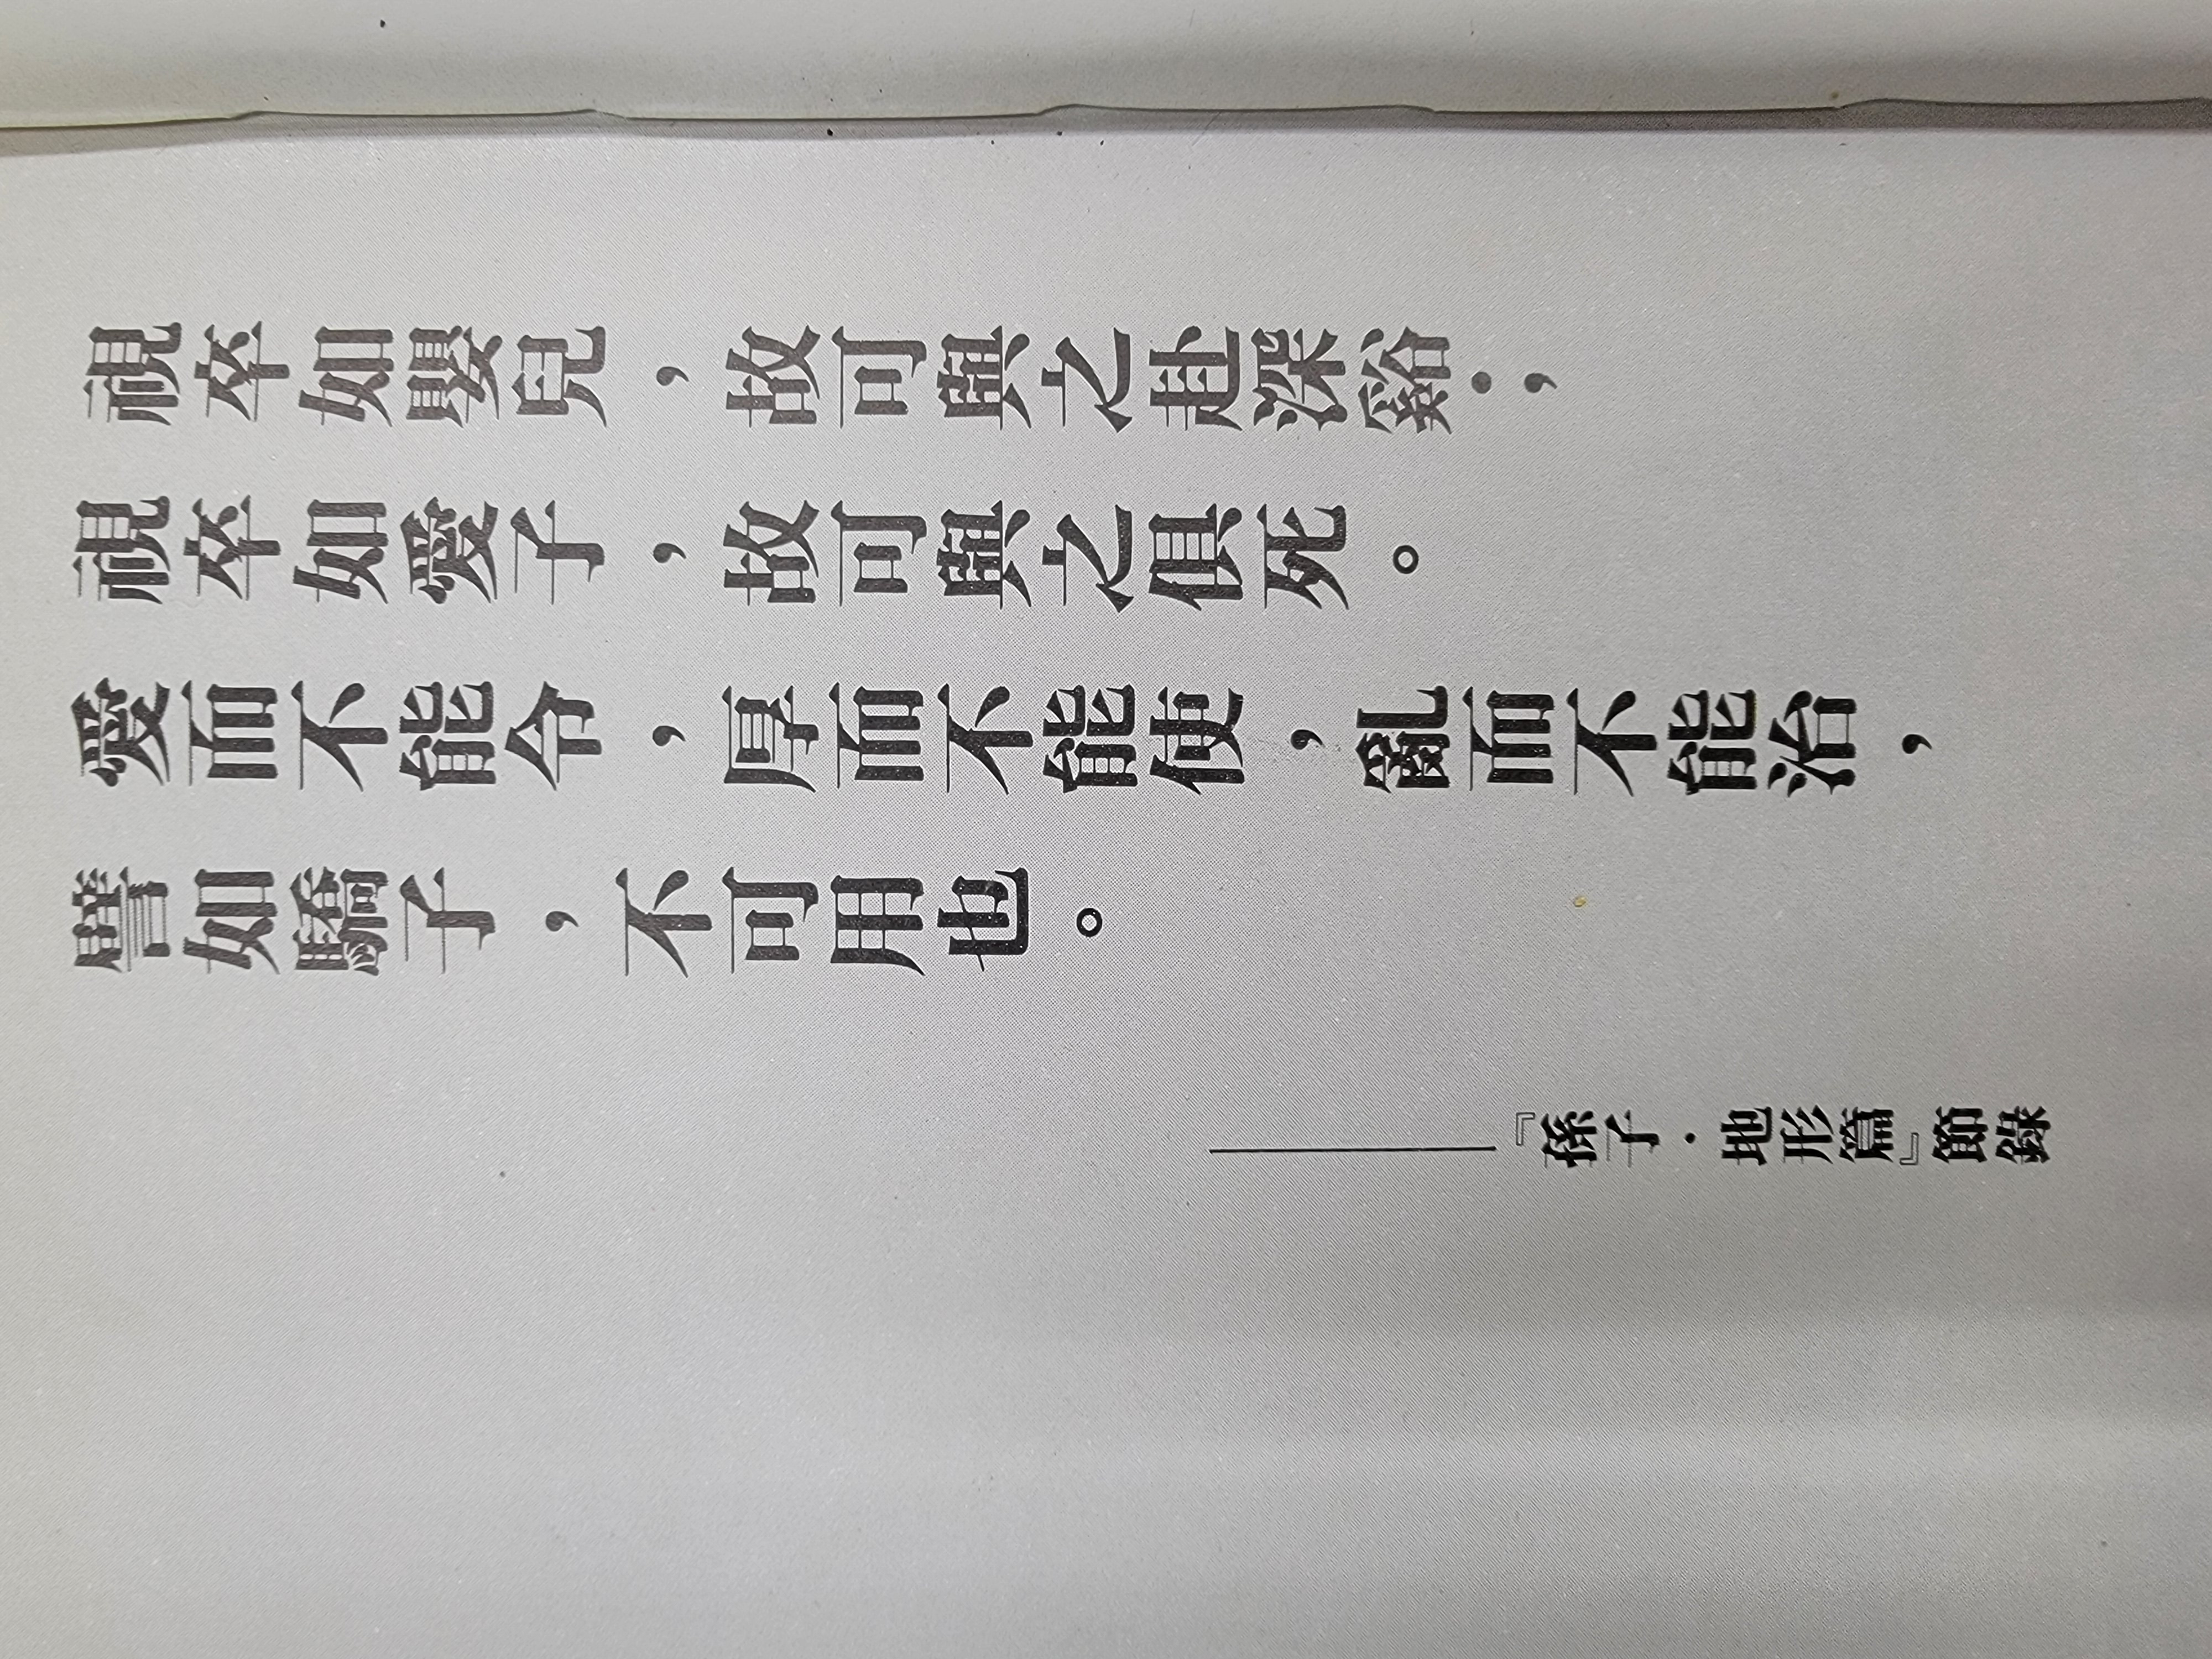 視卒如嬰兒，故可與之赴深谿；
視卒如愛子，故可與之俱死。
愛而不能令，厚而不能使，亂而不能治，
譬如驕子，不可用也。
——『孫子·地形篇』節錄